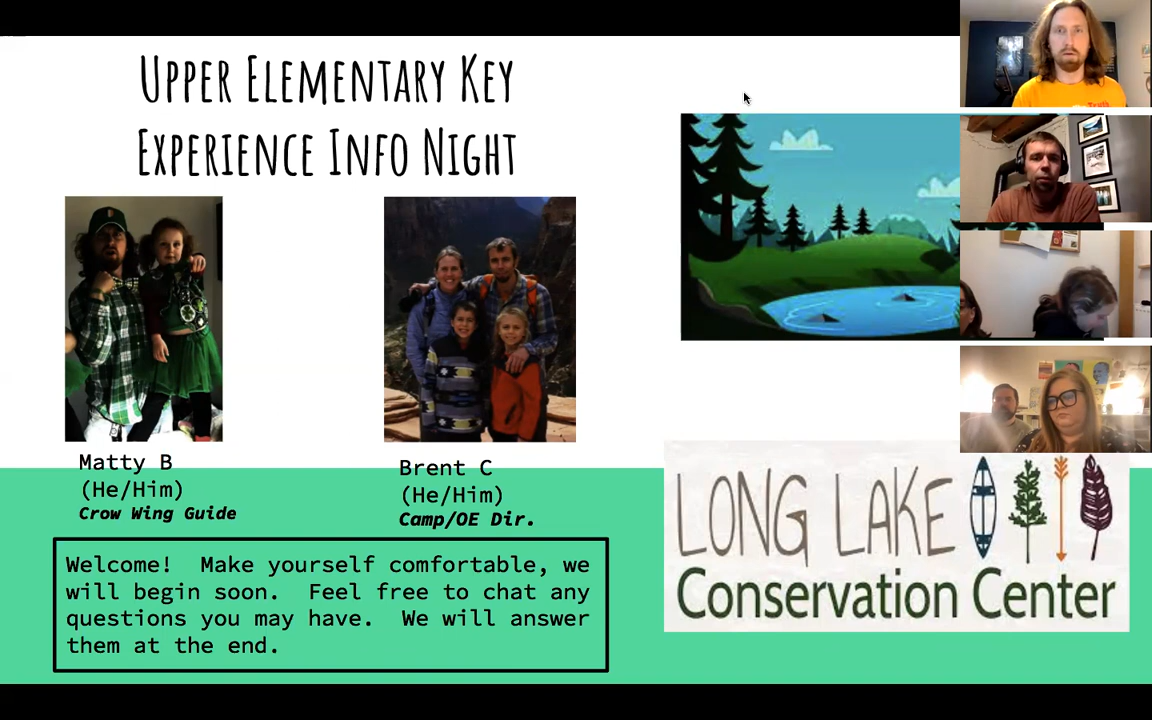 Upper Elementary Key
Experience Info Night
Matty B
(He/Him)
Crow Wing Guide
Brent C
(He/Him)
Camp/OE Dir.
Welcome!  Make yourself comfortable, we
will begin soon.  Feel free to chat any
questions you may have.  We will answer
them at the end.
LONG LAKE
Conservation Center